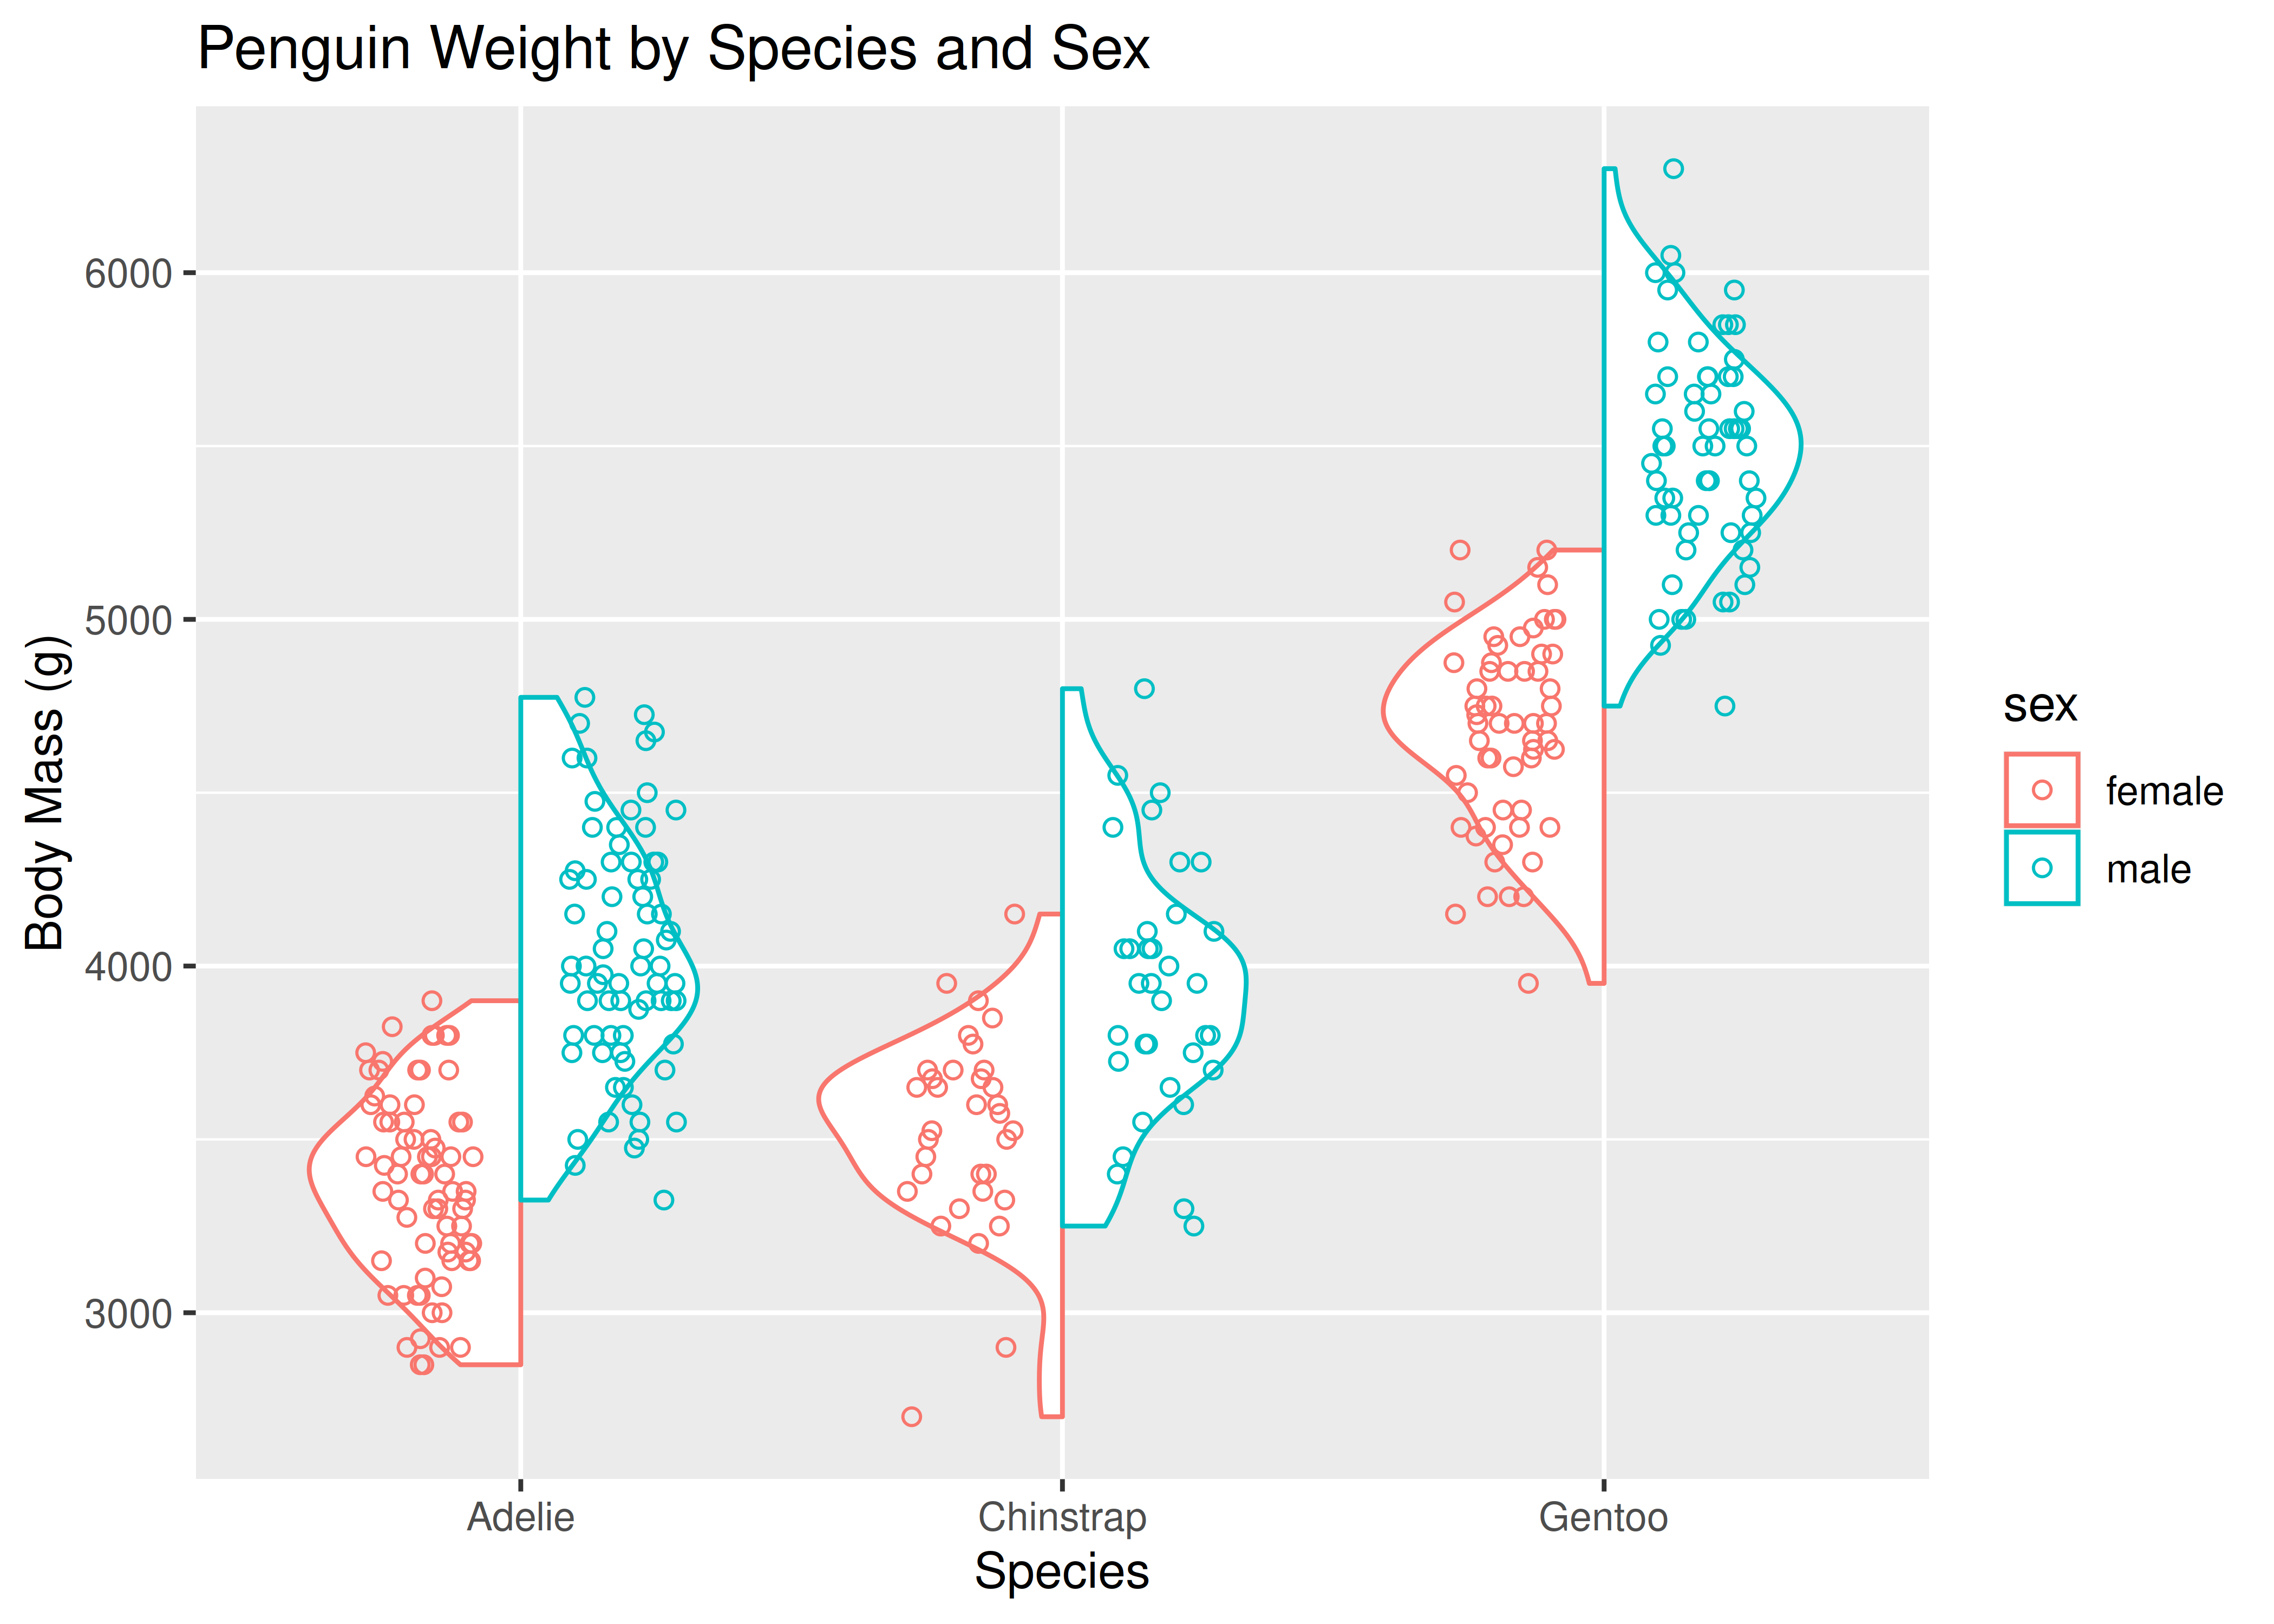 Penguin Weight by Species and Sex
Body Mass (g)
6000
5000
4000
3000
Adelie
Chinstrap
Gentoo
Species
sex
female
male